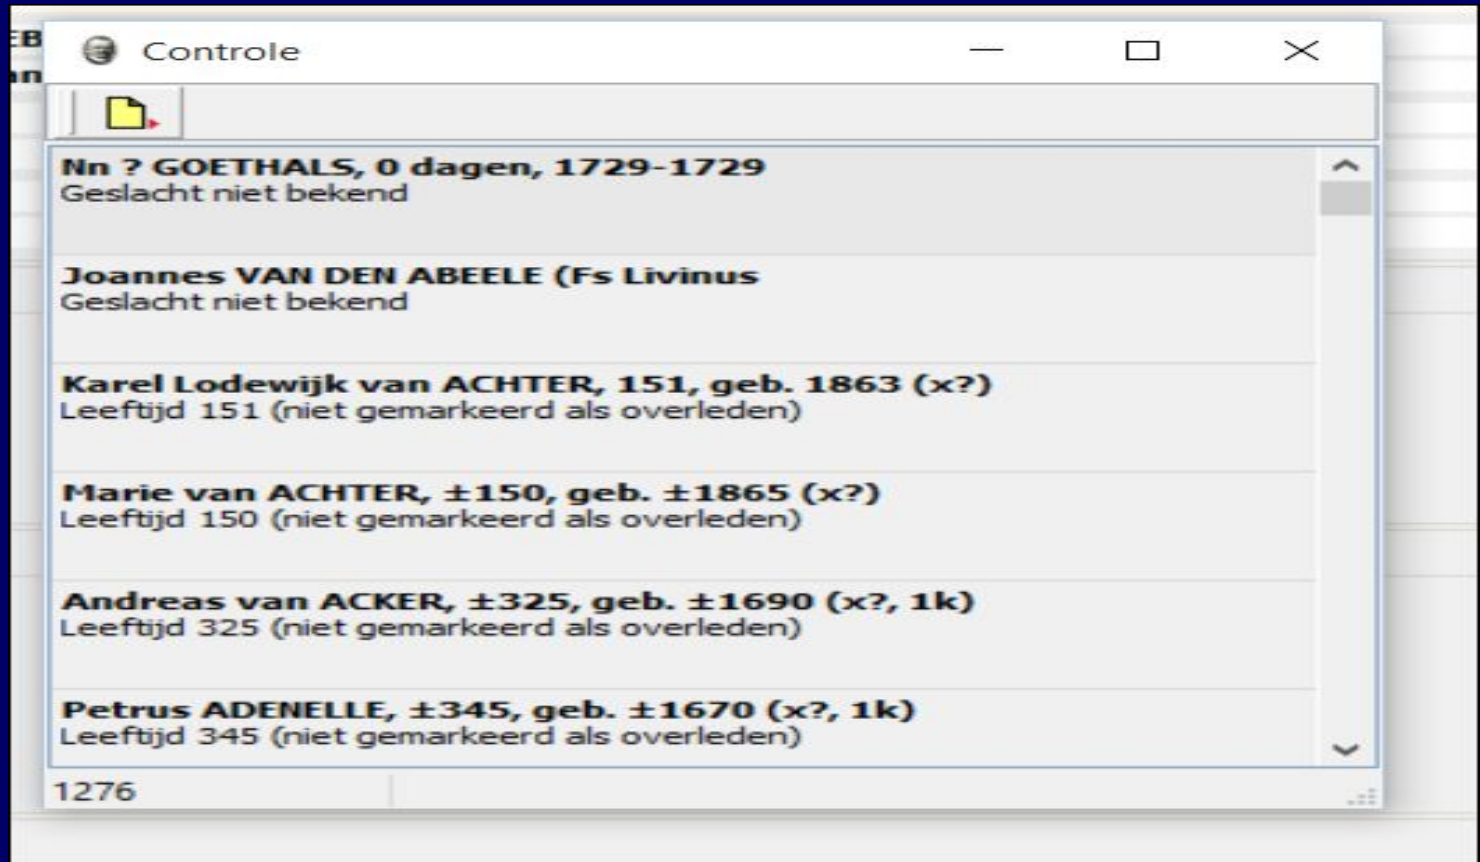 EB
an
Controle
Nn ? GOETHALS, 0 dagen, 1729-1729
Geslacht niet bekend
Joannes VAN DEN ABEELE (Fs Livinus
Geslacht niet bekend
Karel Lodewijk van ACHTER, 151, geb. 1863 (x?)
Leeftijd 151 (niet gemarkeerd als overleden)
Marie van ACHTER, ±150, geb. ±1865 (x?)
Leeftijd 150 (niet gemarkeerd als overleden)
Andreas van ACKER, ±325, geb. ±1690 (x?, 1k)
Leeftijd 325 (niet gemarkeerd als overleden)
Petrus ADENELLE, ±345, geb. ±1670 (x?, 1k)
Leeftijd 345 (niet gemarkeerd als overleden)
1276